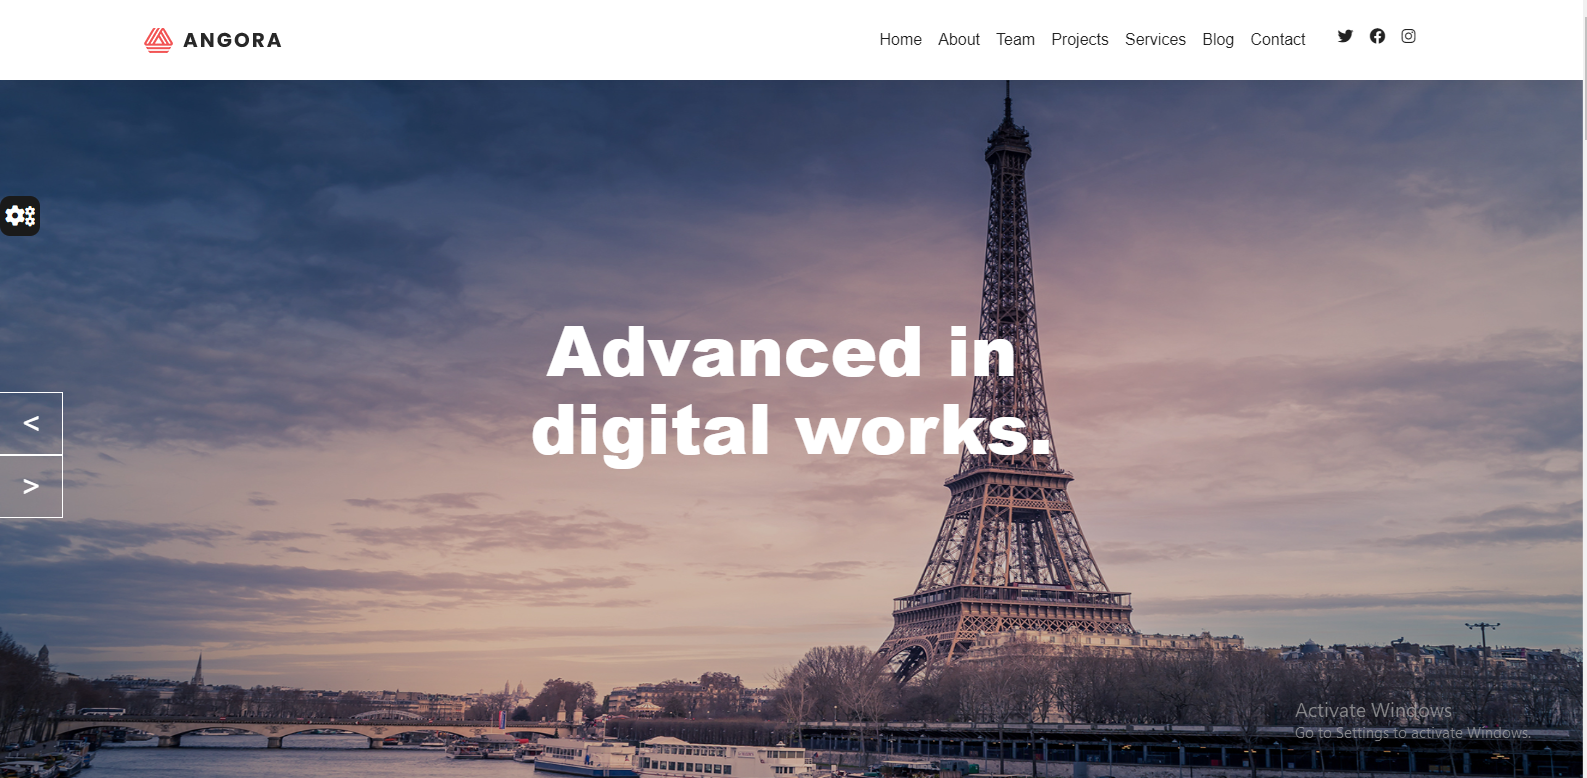 ANGORA
Home About Team Projects Services Blog Contact
Advanced in
digital works.
<
>
Activate Windows
Go to Settings to activate Windows.